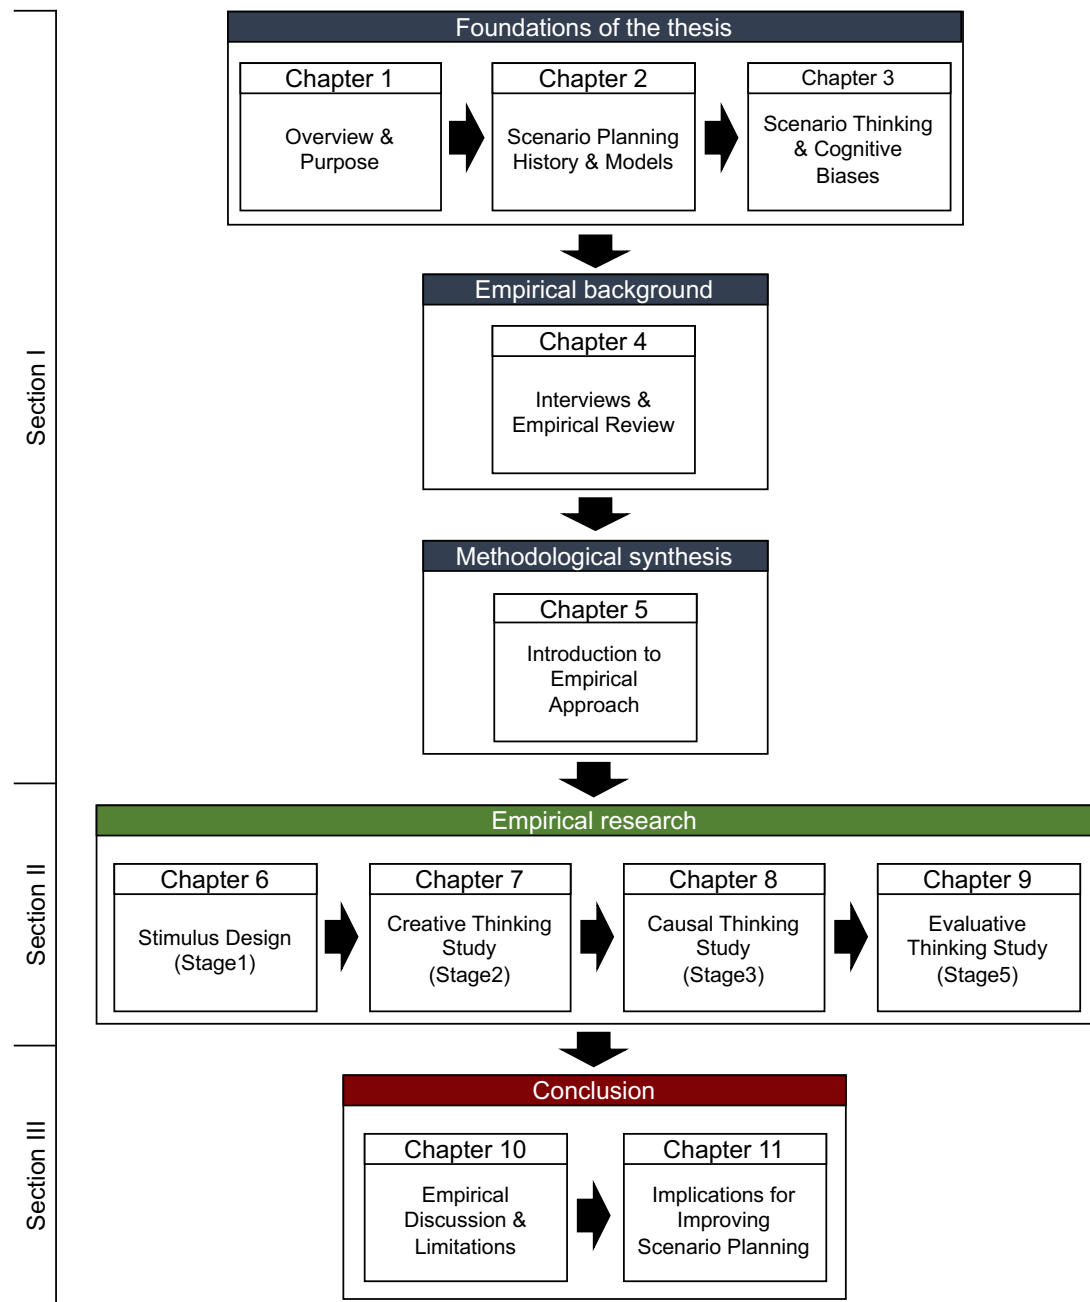 Section I
Foundations of the thesis
Chapter 1
Overview &
Purpose
Chapter 2
Scenario Planning
History & Models
Chapter 3
Scenario Thinking
& Cognitive
Biases
Empirical background
Chapter 4
Interviews &
Empirical Review
Methodological synthesis
Chapter 5
Introduction to
Empirical
Approach
Section II
Empirical research
Chapter 6
Stimulus Design
(Stage1)
Chapter 7
Creative Thinking
Study
(Stage2)
Chapter 8
Causal Thinking
Study
(Stage3)
Chapter 9
Evaluative
Thinking Study
(Stage5)
Section III
Conclusion
Chapter 10
Empirical
Discussion &
Limitations
Chapter 11
Implications for
Improving
Scenario Planning